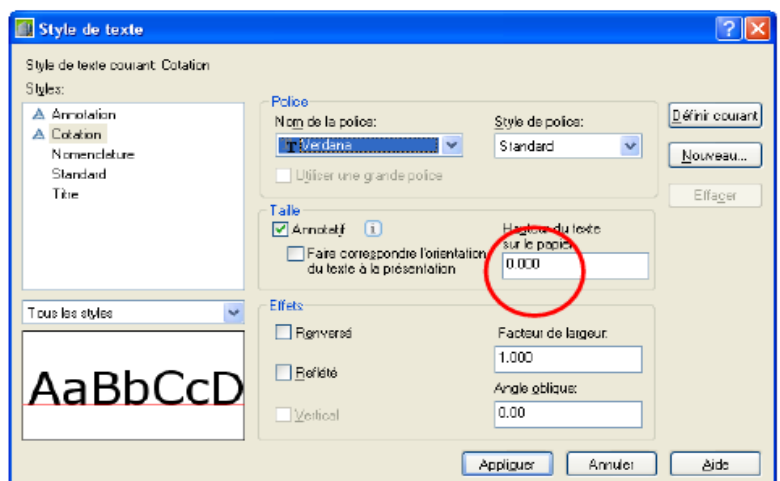 Style de texte
Style de texte courant: Cotation
Styles:
Annotation
Cotation
Nomenclature
Standard
Titre
Tous les styles
AaBbCcD
Police
Nom de la police:
Verdana
Style de police:
Standard
Utiliser une grande police
Taille
Annotatif
Faire correspondre l'orientation
du texte à la présentation
Hauteur du texte
sur le papier
0.000
Effets
Renversé
Reflété
Vertical
Facteur de largeur:
1.000
Angle oblique:
0.00
Définir courant
Nouveau...
Effacer
Appliquer
Annuler
Aide